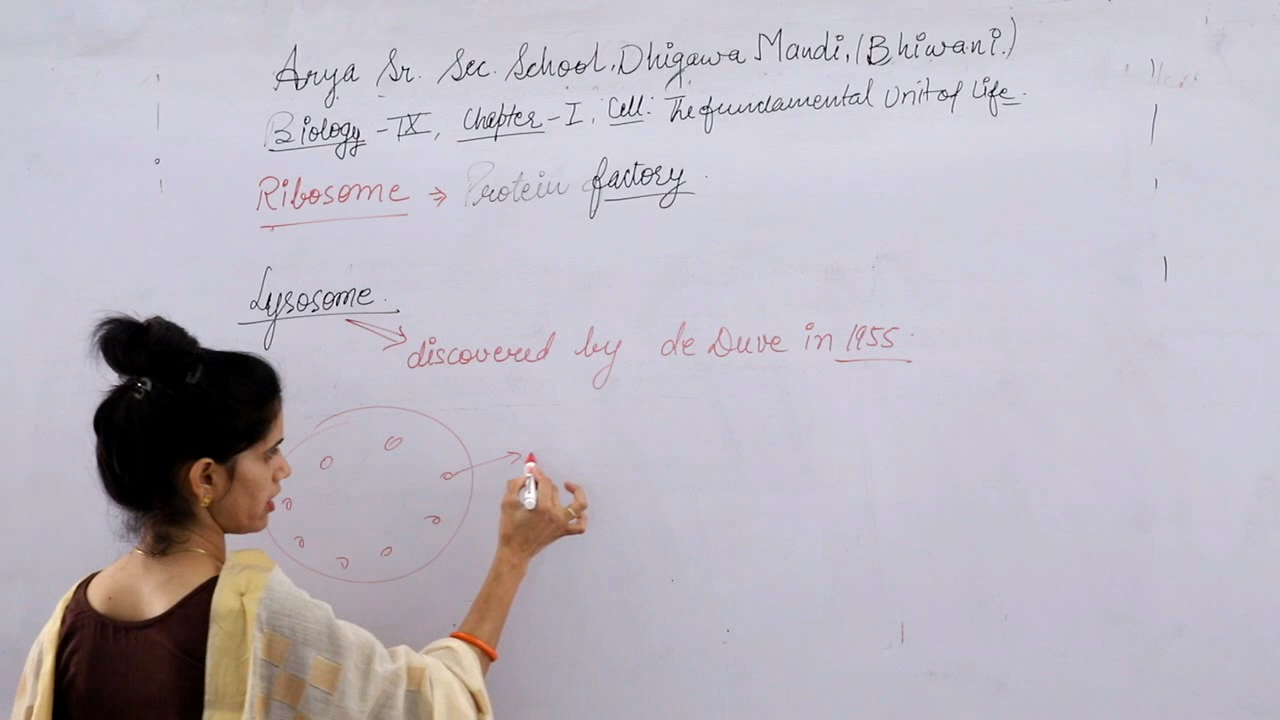 Arya Sr. Sec. School, Dhigawa Mandi, (Bhiwani.)
Biology - IX, Chapter - I, Cell: The fundamental Unit of Life.
Ribosome → Protein factory.
Lysosome.
discovered by de Duve in 1955.